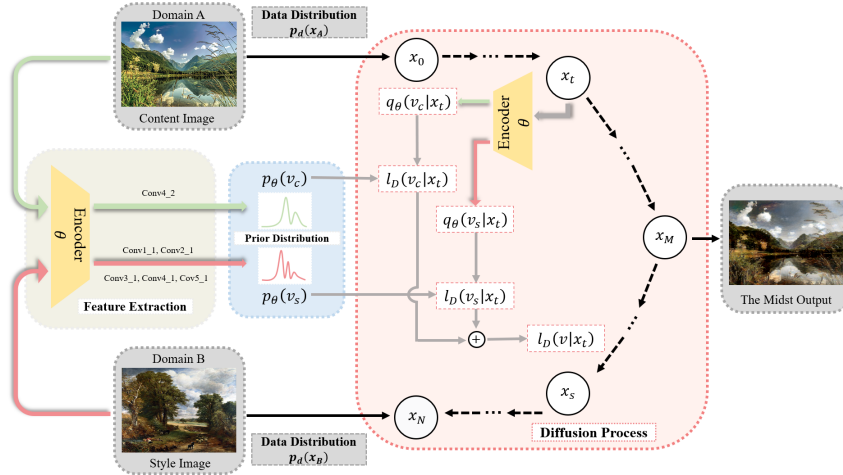 Domain A
Content Image
Data Distribution
p_d(x_A)
x_0
x_t
q_θ(v_c|x_t)
Encoder
θ
l_D(v_c|x_t)
q_θ(v_s|x_t)
l_D(v_s|x_t)
+
l_D(v|x_t)
x_M
x_s
x_N
Diffusion Process
Encoder
θ
Conv4_2
Conv1_1, Conv2_1
Conv3_1, Conv4_1, Cov5_1
Feature Extraction
p_θ(v_c)
Prior Distribution
p_θ(v_s)
The Midst Output
Domain B
Style Image
Data Distribution
p_d(x_B)